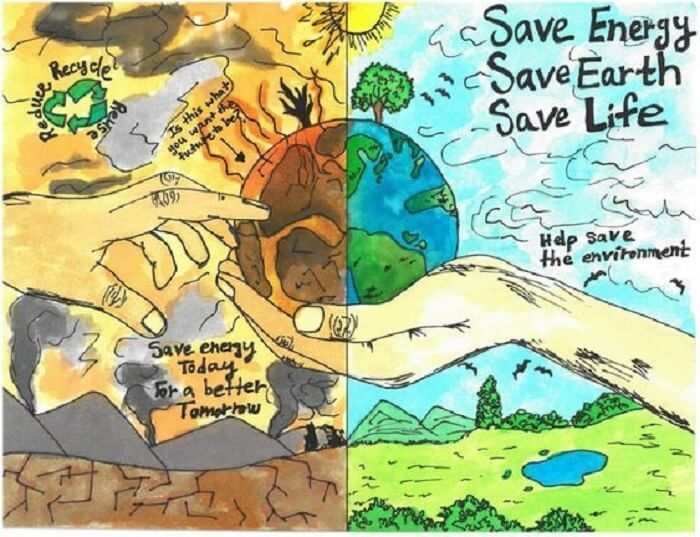 Reduce
Recycle
Reuse
Is this what
you want the
future to be?
Save energy
Today
For a better
Tomorrow
Save Energy
Save Earth
Save Life
Help save
the environment